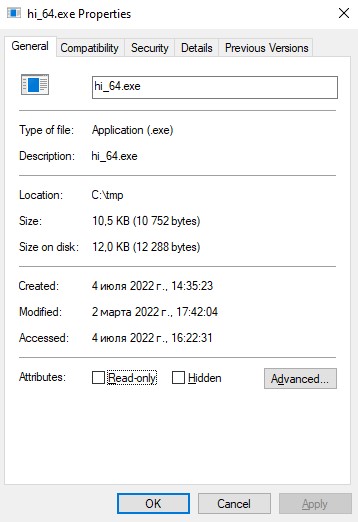 hi_64.exe Properties
General Compatibility Security Details Previous Versions
hi_64.exe
Type of file: Application (.exe)
Description: hi_64.exe
Location: C:\tmp
Size: 10,5 KB (10 752 bytes)
Size on disk: 12,0 KB (12 288 bytes)
Created: 4 июля 2022 г., 14:35:23
Modified: 2 марта 2022 г., 17:42:04
Accessed: 4 июля 2022 г., 16:22:31
Attributes: Read-only Hidden Advanced...
OK Cancel Apply